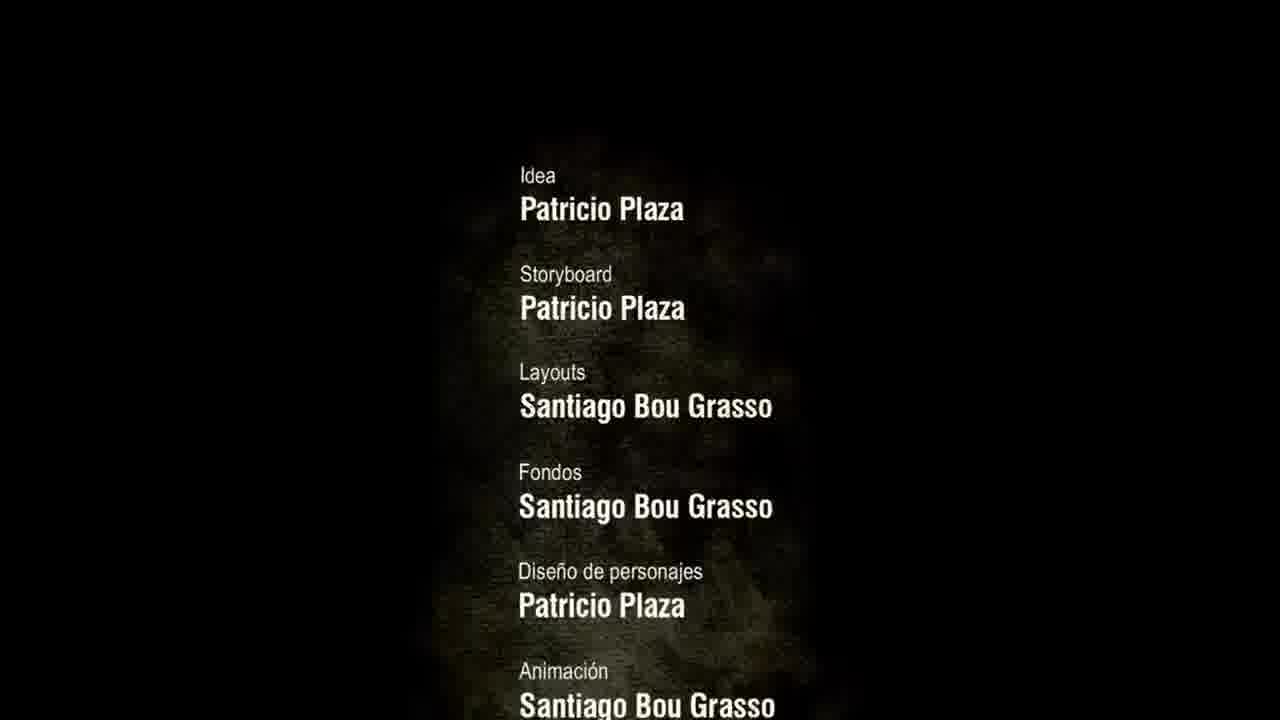 Idea
Patricio Plaza
Storyboard
Patricio Plaza
Layouts
Santiago Bou Grasso
Fondos
Santiago Bou Grasso
Diseño de personajes
Patricio Plaza
Animación
Santiago Bou Grasso